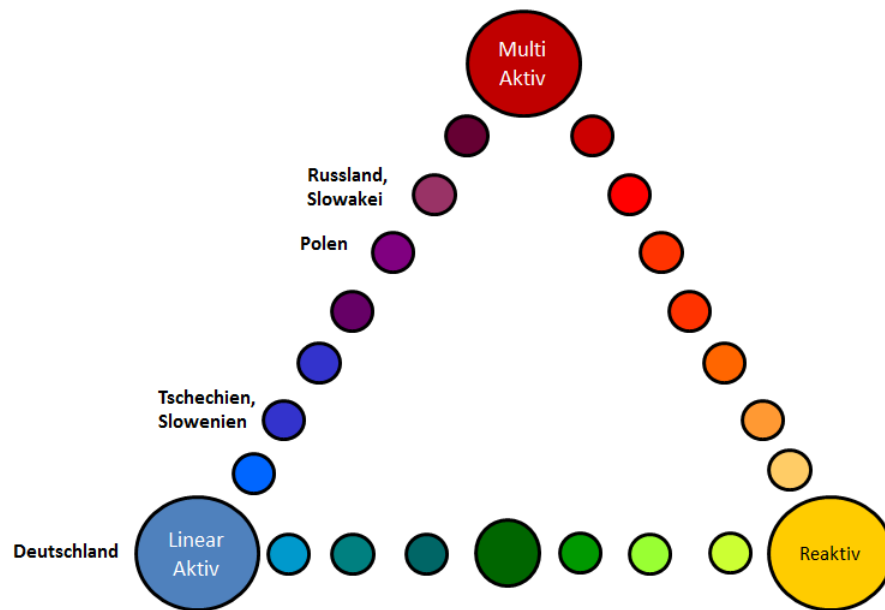 Multi
Aktiv
Russland,
Slowakei
Polen
Tschechien,
Slowenien
Deutschland
Linear
Aktiv
Reaktiv